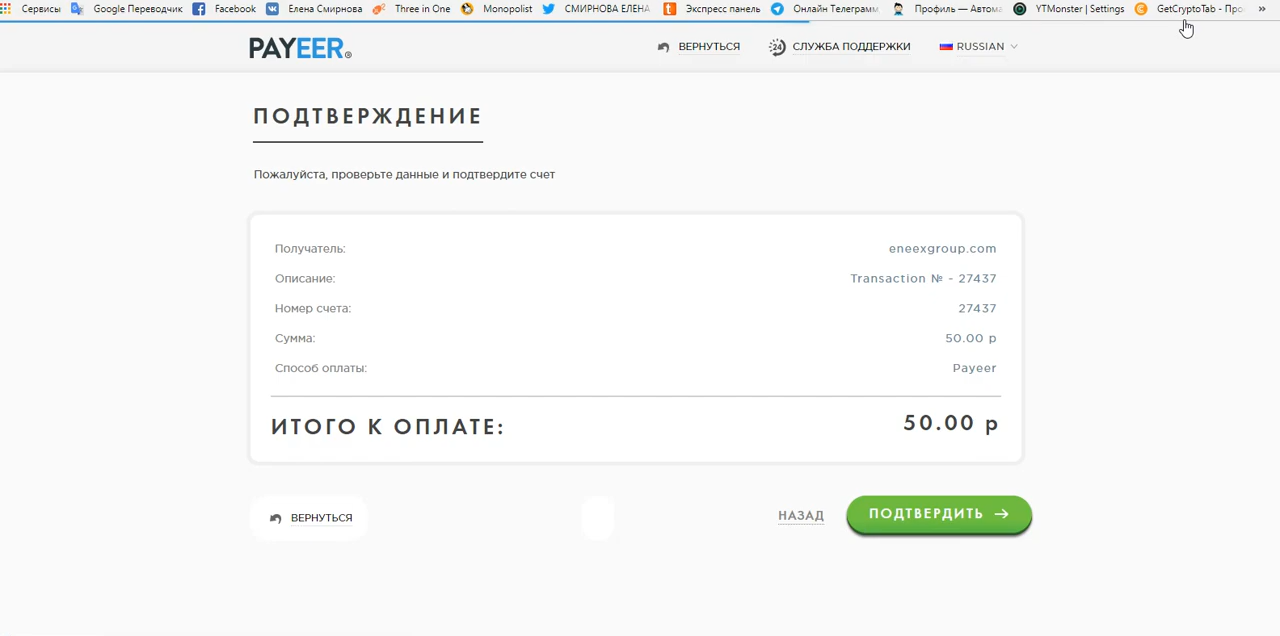 Сервисы Google Переводчик Facebook Елена Смирнова Three in One Monopolist СМИРНОВА ЕЛЕНА Экспресс панель Онлайн Телеграмм Профиль — Автома YTMonster | Settings GetCryptoTab - Про »
PAYEER® ВЕРНУТЬСЯ 24 СЛУЖБА ПОДДЕРЖКИ RUSSIAN
ПОДТВЕРЖДЕНИЕ
Пожалуйста, проверьте данные и подтвердите счет
Получатель: eneexgroup.com
Описание: Transaction № - 27437
Номер счета: 27437
Сумма: 50.00 р
Способ оплаты: Payeer
ИТОГО К ОПЛАТЕ: 50.00 р
ВЕРНУТЬСЯ НАЗАД ПОДТВЕРДИТЬ →